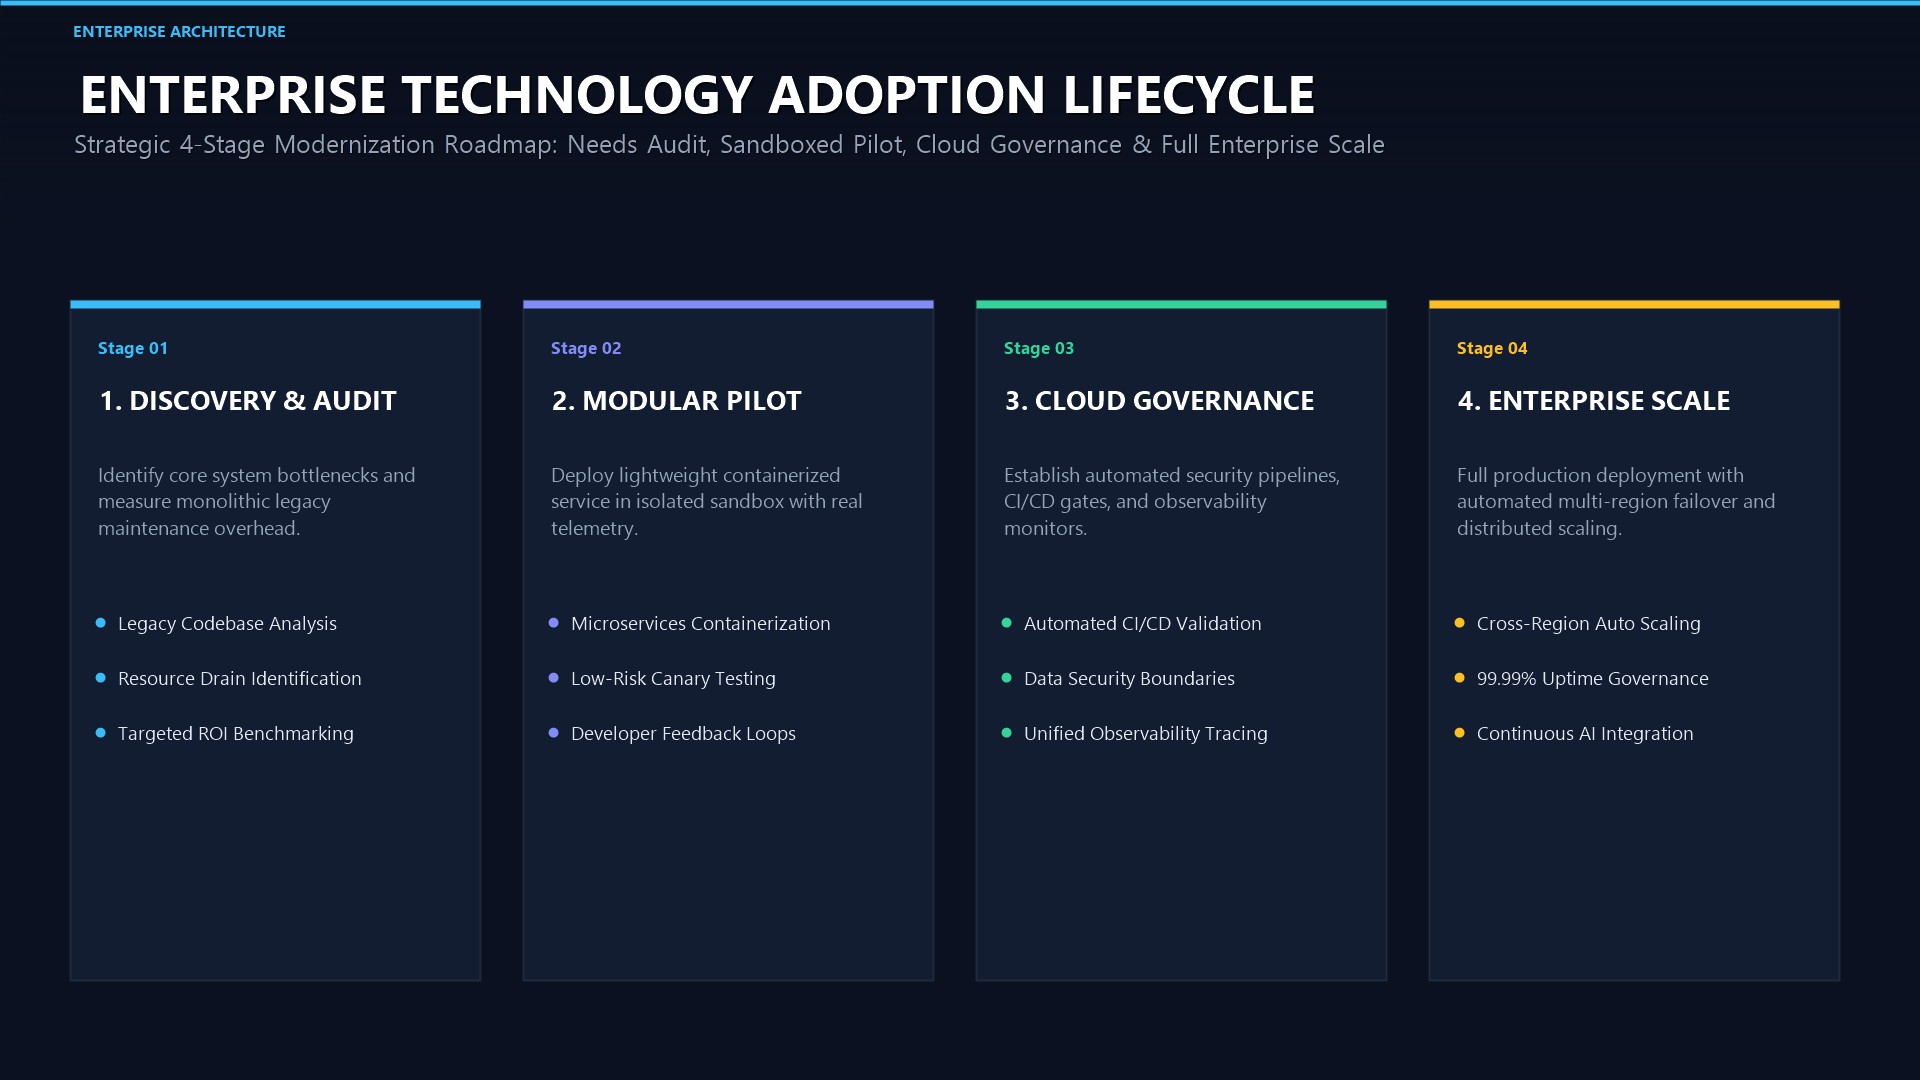 ENTERPRISE ARCHITECTURE
ENTERPRISE TECHNOLOGY ADOPTION LIFECYCLE
Strategic 4-Stage Modernization Roadmap: Needs Audit, Sandboxed Pilot, Cloud Governance & Full Enterprise Scale
Stage 01
1. DISCOVERY & AUDIT
Identify core system bottlenecks and
measure monolithic legacy
maintenance overhead.
Legacy Codebase Analysis
Resource Drain Identification
Targeted ROI Benchmarking
Stage 02
2. MODULAR PILOT
Deploy lightweight containerized
service in isolated sandbox with real
telemetry.
Microservices Containerization
Low-Risk Canary Testing
Developer Feedback Loops
Stage 03
3. CLOUD GOVERNANCE
Establish automated security pipelines,
CI/CD gates, and observability
monitors.
Automated CI/CD Validation
Data Security Boundaries
Unified Observability Tracing
Stage 04
4. ENTERPRISE SCALE
Full production deployment with
automated multi-region failover and
distributed scaling.
Cross-Region Auto Scaling
99.99% Uptime Governance
Continuous AI Integration